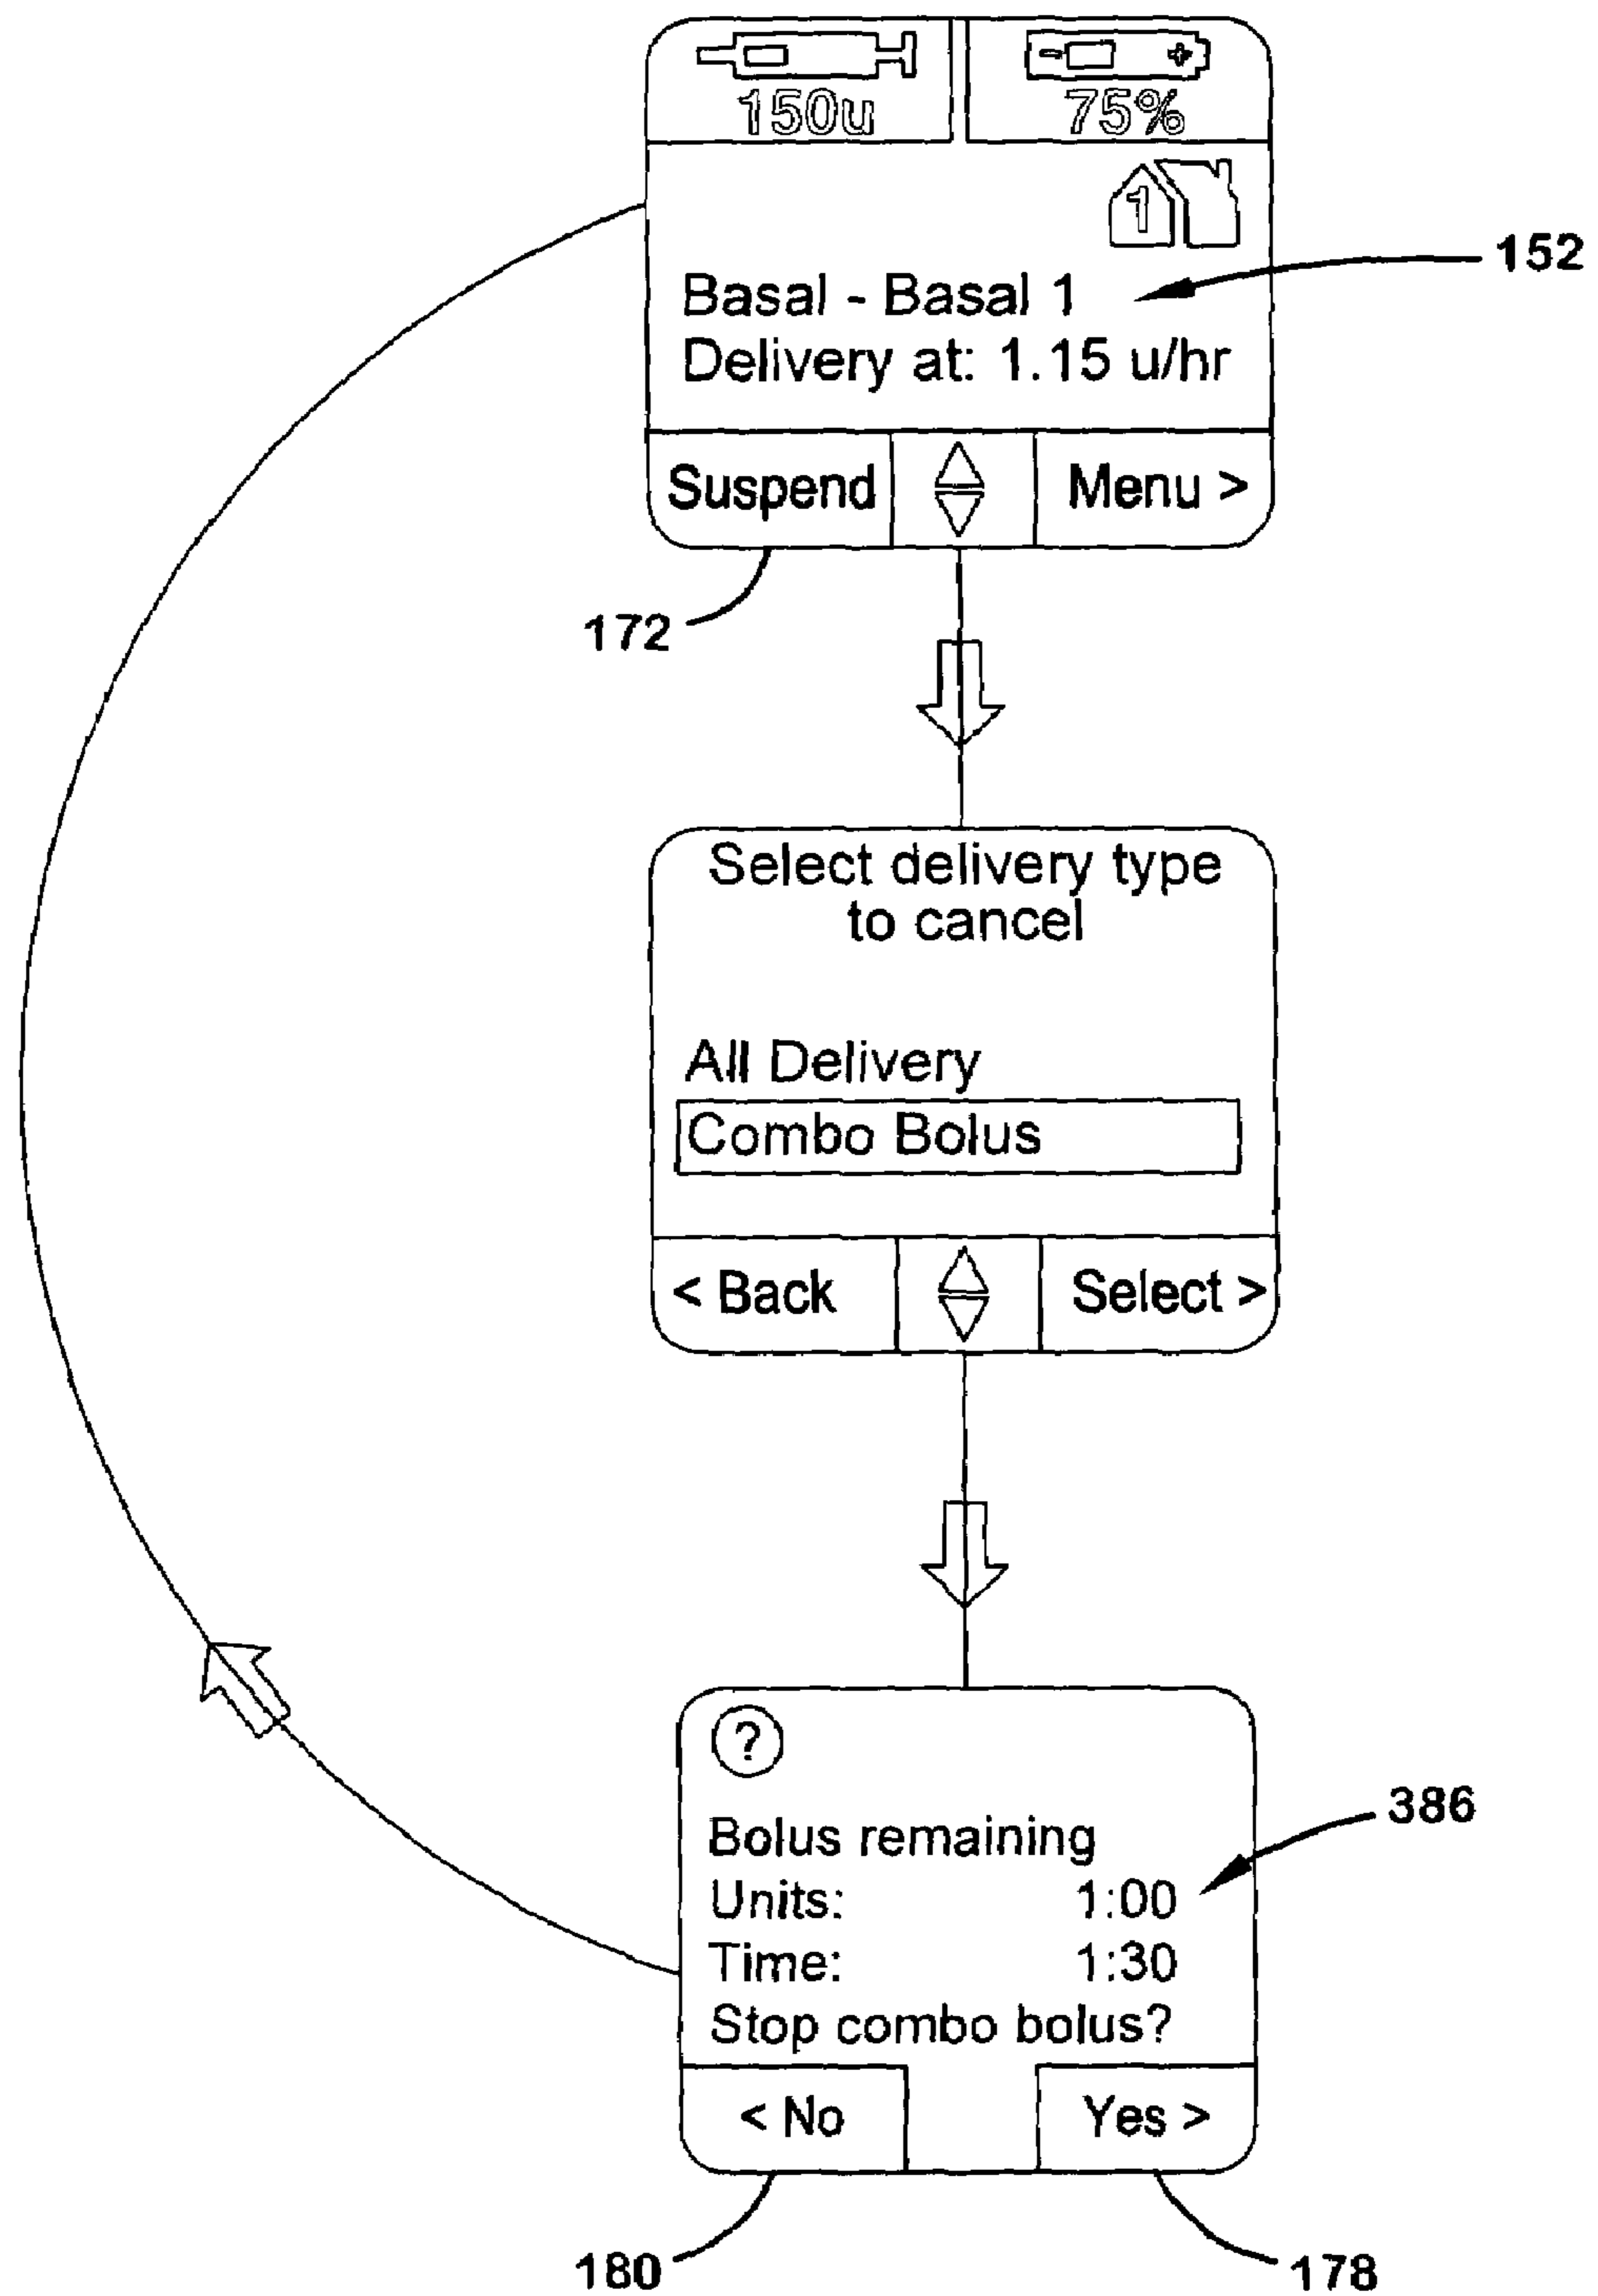 150u
75%
1
152
Basal - Basal 1
Delivery at: 1.15 u/hr
Suspend
Menu >
172
Select delivery type
to cancel
All Delivery
Combo Bolus
< Back
Select >
?
386
Bolus remaining
Units: 1:00
Time: 1:30
Stop combo bolus?
< No
Yes >
180
178